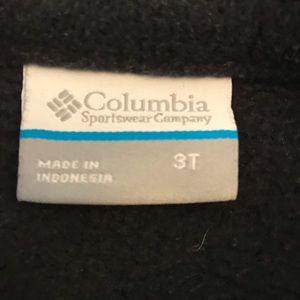 Columbia
Sportswear Company
MADE IN
INDONESIA
3T